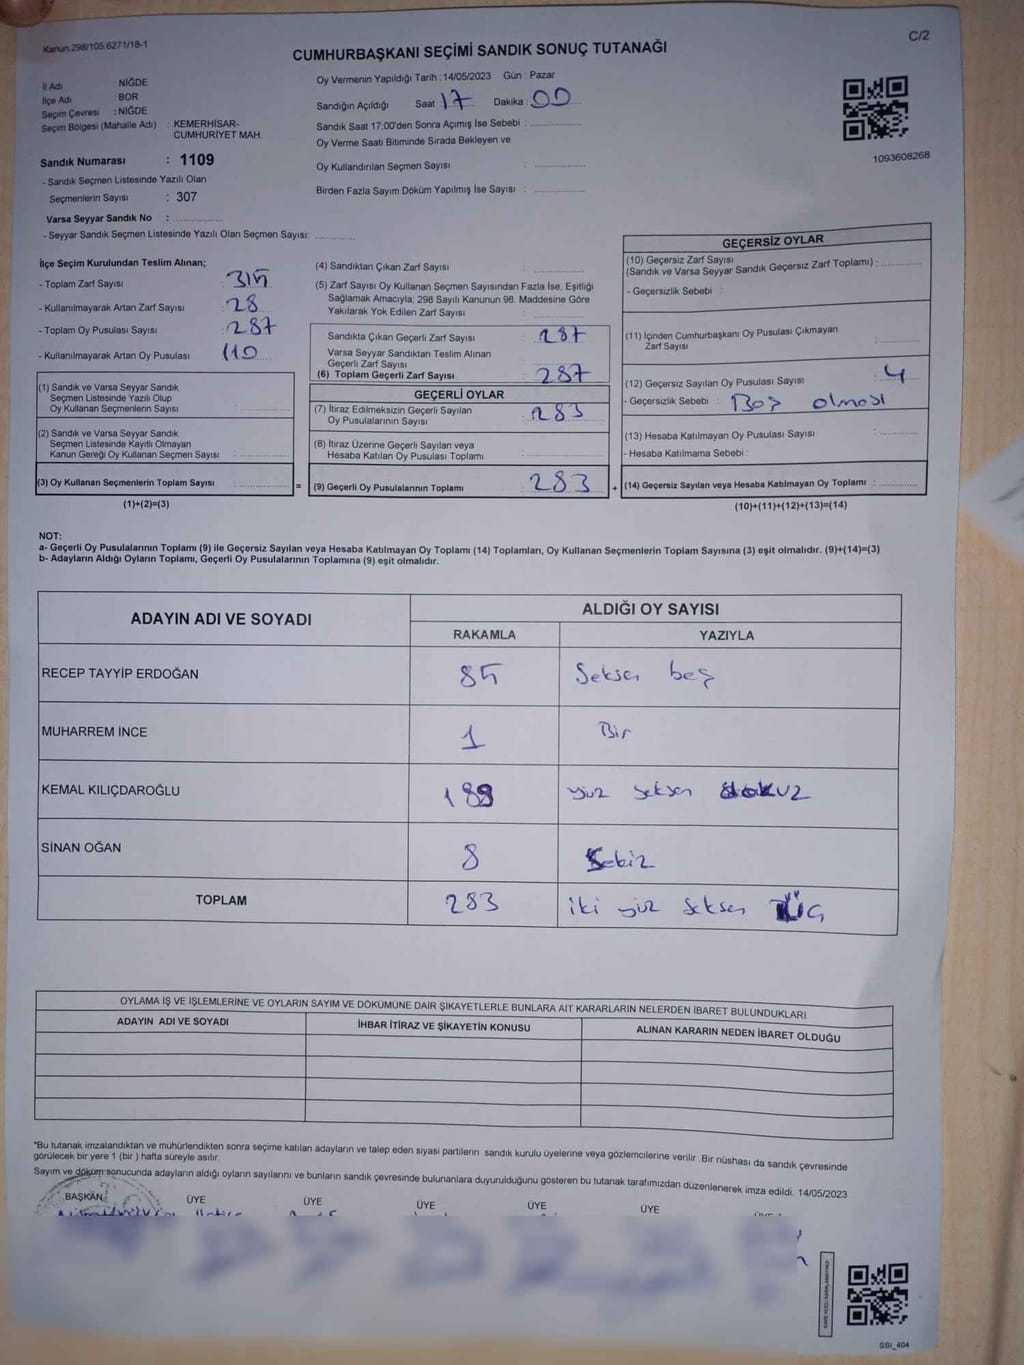 Kanun.298/105,6271/18-1
C/2
CUMHURBAŞKANI SEÇİMİ SANDIK SONUÇ TUTANAĞI
İl Adı : NİĞDE
İlçe Adı : BOR
Seçim Çevresi : NİĞDE
Seçim Bölgesi (Mahalle Adı) : KEMERHİSAR-CUMHURİYET MAH.
Sandık Numarası : 1109
- Sandık Seçmen Listesinde Yazılı Olan
Seçmenlerin Sayısı : 307
Varsa Seyyar Sandık No :
- Seyyar Sandık Seçmen Listesinde Yazılı Olan Seçmen Sayısı:
Oy Vermenin Yapıldığı Tarih :14/05/2023 Gün : Pazar
Sandığın Açıldığı Saat 17 Dakika : 00
Sandık Saat 17:00'den Sonra Açımış İse Sebebi :
Oy Verme Saati Bitiminde Sırada Bekleyen ve
Oy Kullandırılan Seçmen Sayısı :
Birden Fazla Sayım Döküm Yapılmış İse Sayısı :
1093608268
İlçe Seçim Kurulundan Teslim Alınan;
- Toplam Zarf Sayısı : 315
- Kullanılmayarak Artan Zarf Sayısı : 28
- Toplam Oy Pusulası Sayısı : 287
- Kullanılmayarak Artan Oy Pusulası : 110
(1) Sandık ve Varsa Seyyar Sandık
Seçmen Listesinde Yazılı Olup
Oy Kullanan Seçmenlerin Sayısı :
(2) Sandık ve Varsa Seyyar Sandık
Seçmen Listesinde Kayıtlı Olmayan
Kanun Gereği Oy Kullanan Seçmen Sayısı :
(3) Oy Kullanan Seçmenlerin Toplam Sayısı : =
(1)+(2)=(3)
(4) Sandıktan Çıkan Zarf Sayısı :
(5) Zarf Sayısı Oy Kullanan Seçmen Sayısından Fazla İse, Eşitliği
Sağlamak Amacıyla; 298 Sayılı Kanunun 98. Maddesine Göre
Yakılarak Yok Edilen Zarf Sayısı :
Sandıkta Çıkan Geçerli Zarf Sayısı : 287
Varsa Seyyar Sandıktan Teslim Alınan
Geçerli Zarf Sayısı :
(6) Toplam Geçerli Zarf Sayısı : 287
GEÇERLİ OYLAR
(7) İtiraz Edilmeksizin Geçerli Sayılan
Oy Pusulalarının Sayısı : 283
(8) İtiraz Üzerine Geçerli Sayılan veya
Hesaba Katılan Oy Pusulası Toplamı :
(9) Geçerli Oy Pusulalarının Toplamı : 283 +
GEÇERSİZ OYLAR
(10) Geçersiz Zarf Sayısı
(Sandık ve Varsa Seyyar Sandık Geçersiz Zarf Toplamı) :
- Geçersizlik Sebebi :
(11) İçinden Cumhurbaşkanı Oy Pusulası Çıkmayan
Zarf Sayısı :
(12) Geçersiz Sayılan Oy Pusulası Sayısı : 4
- Geçersizlik Sebebi : Boş olması
(13) Hesaba Katılmayan Oy Pusulası Sayısı :
- Hesaba Katılmama Sebebi :
(14) Geçersiz Sayılan veya Hesaba Katılmayan Oy Toplamı :
(10)+(11)+(12)+(13)=(14)
NOT:
a- Geçerli Oy Pusulalarının Toplamı (9) ile Geçersiz Sayılan veya Hesaba Katılmayan Oy Toplamı (14) Toplamları, Oy Kullanan Seçmenlerin Toplam Sayısına (3) eşit olmalıdır. (9)+(14)=(3)
b- Adayların Aldığı Oyların Toplamı, Geçerli Oy Pusulalarının Toplamına (9) eşit olmalıdır.
ADAYIN ADI VE SOYADI ALDIĞI OY SAYISI
RAKAMLA YAZIYLA
RECEP TAYYİP ERDOĞAN 85 Seksen beş
MUHARREM İNCE 1 Bir
KEMAL KILIÇDAROĞLU 189 yüz seksen dokuz
SİNAN OĞAN 8 Sekiz
TOPLAM 283 iki yüz seksen üç
OYLAMA İŞ VE İŞLEMLERİNE VE OYLARIN SAYIM VE DÖKÜMÜNE DAİR ŞİKAYETLERLE BUNLARA AİT KARARLARIN NELERDEN İBARET BULUNDUKLARI
ADAYIN ADI VE SOYADI İHBAR İTİRAZ VE ŞİKAYETİN KONUSU ALINAN KARARIN NEDEN İBARET OLDUĞU
*Bu tutanak imzalandıktan ve mühürlendikten sonra seçime katılan adayların ve talep eden siyasi partilerin sandık kurulu üyelerine veya gözlemcilerine verilir .Bir nüshası da sandık çevresinde
görülecek bir yere 1 (bir ) hafta süreyle asılır.
Sayım ve döküm sonucunda adayların aldığı oyların sayılarını ve bunların sandık çevresinde bulunanlara duyurulduğunu gösteren bu tutanak tarafımızdan düzenlenerek imza edildi. 14/05/2023
BAŞKAN ÜYE ÜYE ÜYE ÜYE ÜYE
SSI_404